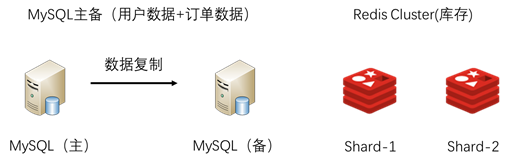 MySQL主备（用户数据+订单数据）
Redis Cluster(库存)
数据复制
MySQL（主）
MySQL（备）
Shard-1
Shard-2